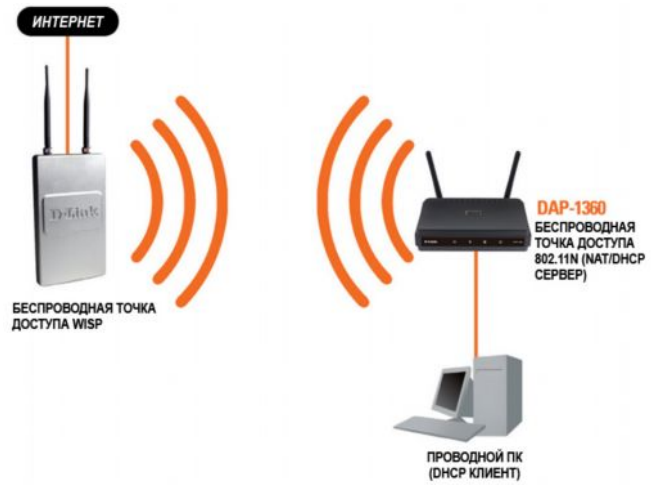 ИНТЕРНЕТ
D-Link
DAP-1360
БЕСПРОВОДНАЯ
ТОЧКА ДОСТУПА
802.11N (NAT/DHCP
СЕРВЕР)
БЕСПРОВОДНАЯ ТОЧКА
ДОСТУПА WISP
ПРОВОДНОЙ ПК
(DHCP КЛИЕНТ)